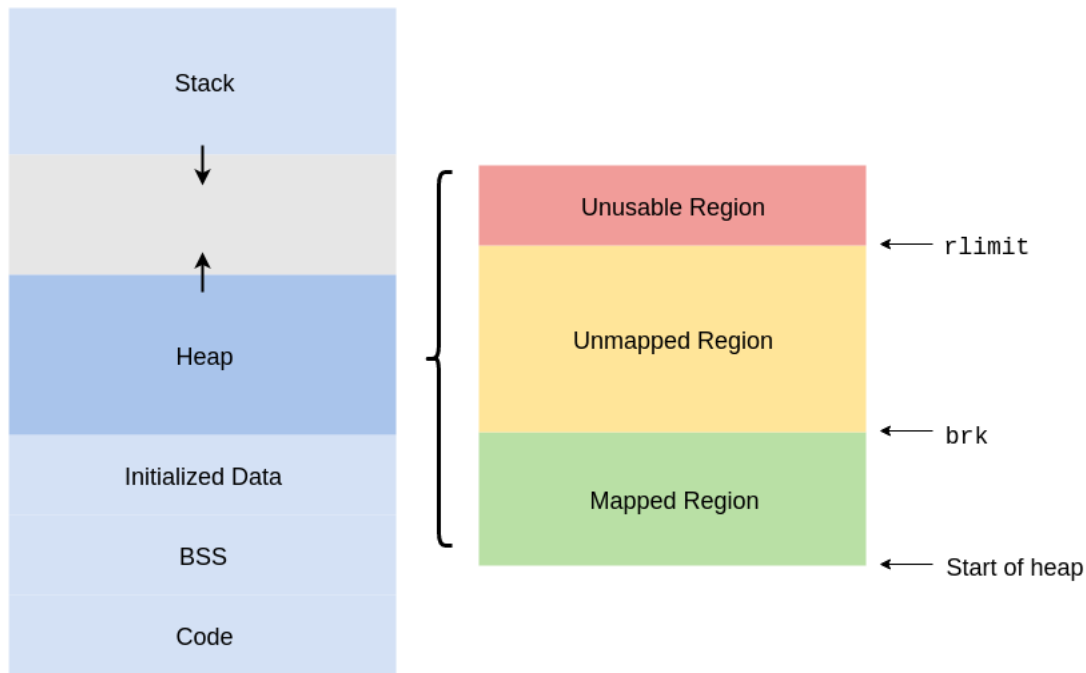 Stack
Heap
Initialized Data
BSS
Code
Unusable Region
Unmapped Region
Mapped Region
rlimit
brk
Start of heap